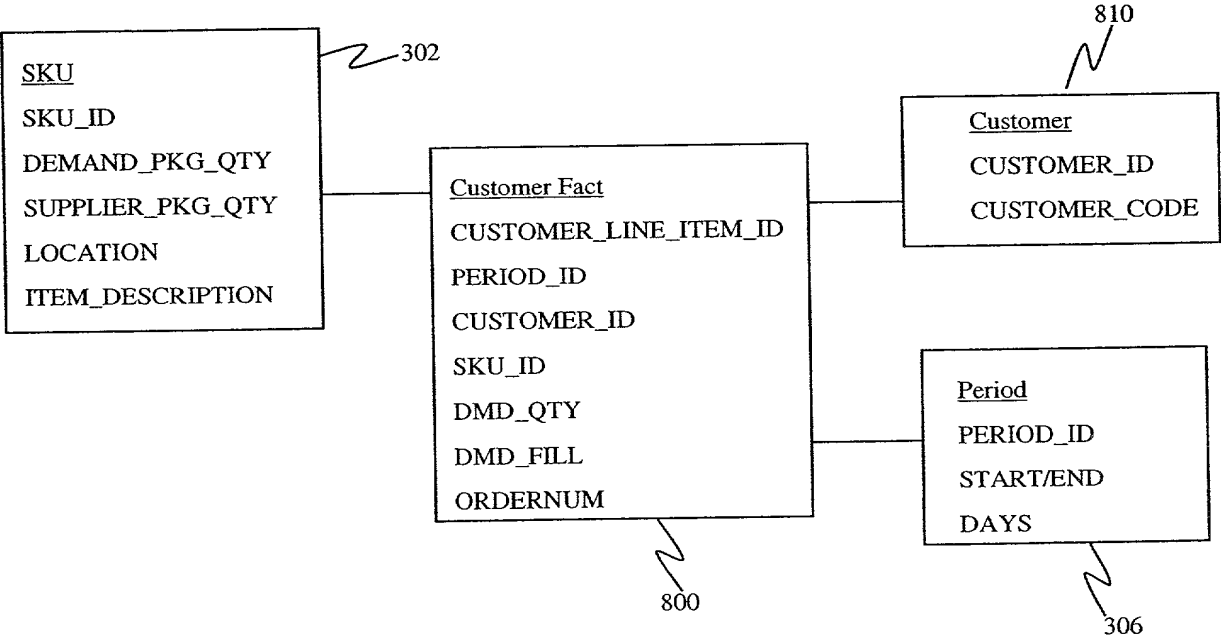 810
302
SKU
SKU_ID
DEMAND_PKG_QTY
SUPPLIER_PKG_QTY
LOCATION
ITEM_DESCRIPTION
Customer Fact
CUSTOMER_LINE_ITEM_ID
PERIOD_ID
CUSTOMER_ID
SKU_ID
DMD_QTY
DMD_FILL
ORDERNUM
800
Customer
CUSTOMER_ID
CUSTOMER_CODE
Period
PERIOD_ID
START/END
DAYS
306